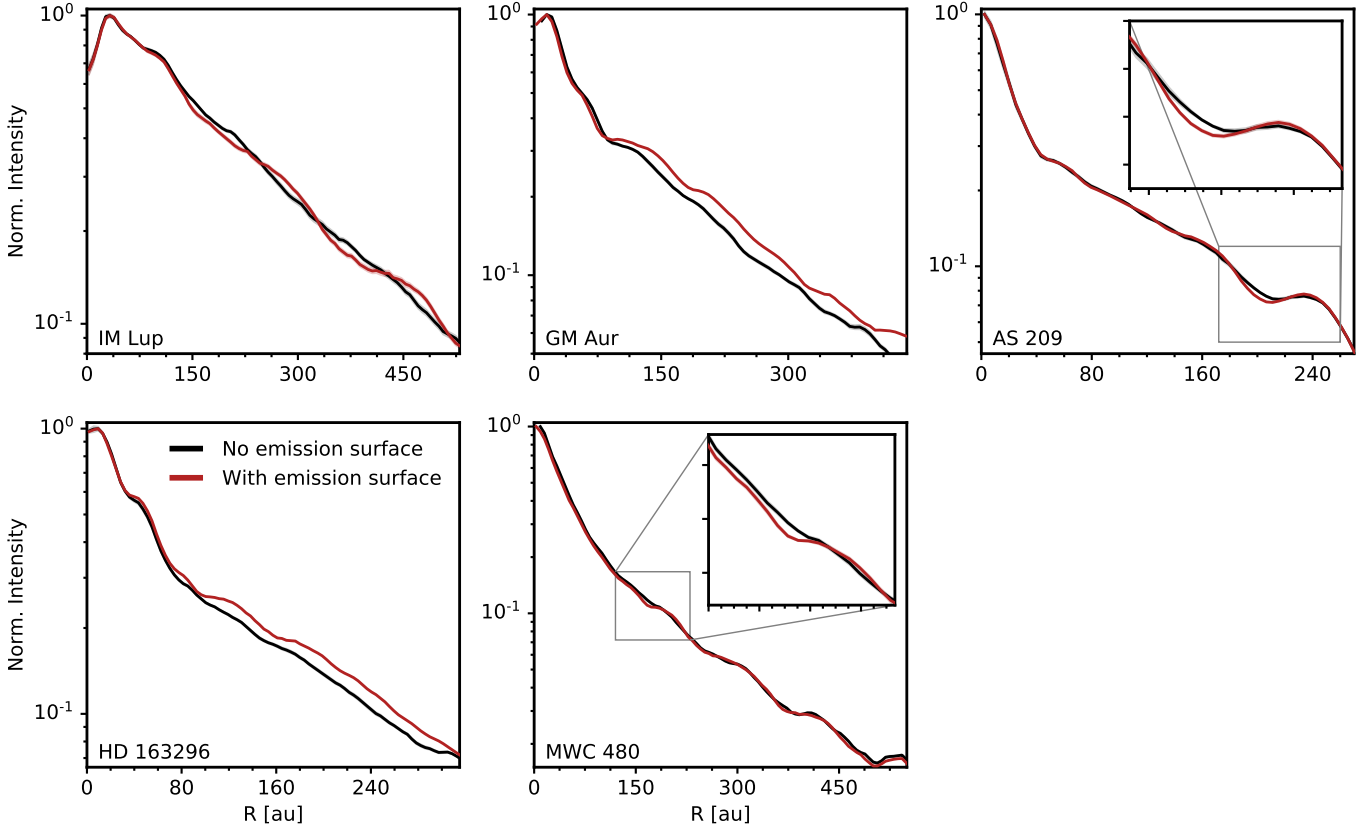 Norm. Intensity
10⁰
10⁻¹
IM Lup
0 150 300 450
10⁰
10⁻¹
GM Aur
0 150 300
10⁰
10⁻¹
AS 209
0 80 160 240
Norm. Intensity
10⁰
10⁻¹
No emission surface
With emission surface
HD 163296
0 80 160 240
R [au]
10⁰
10⁻¹
MWC 480
0 150 300 450
R [au]